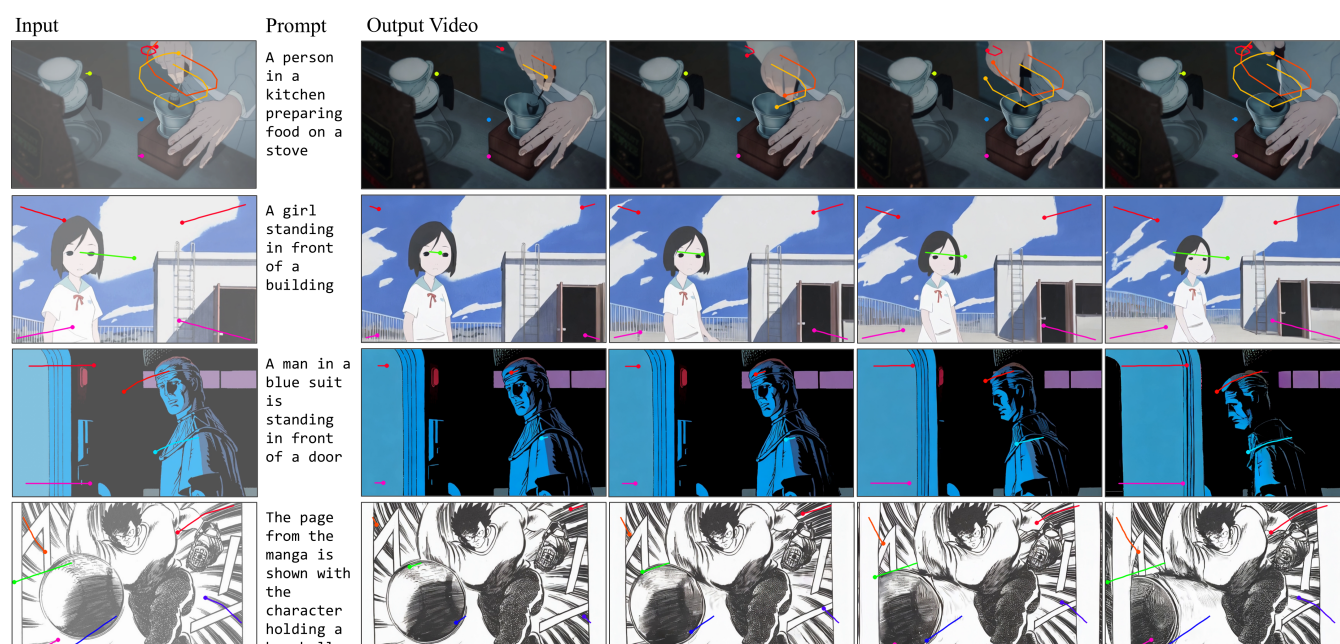 Input
Prompt
Output Video
A person
in a
kitchen
preparing
food on a
stove
A girl
standing
in front
of a
building
A man in a
blue suit
is
standing
in front
of a door
The page
from the
manga is
shown with
the
character
holding a